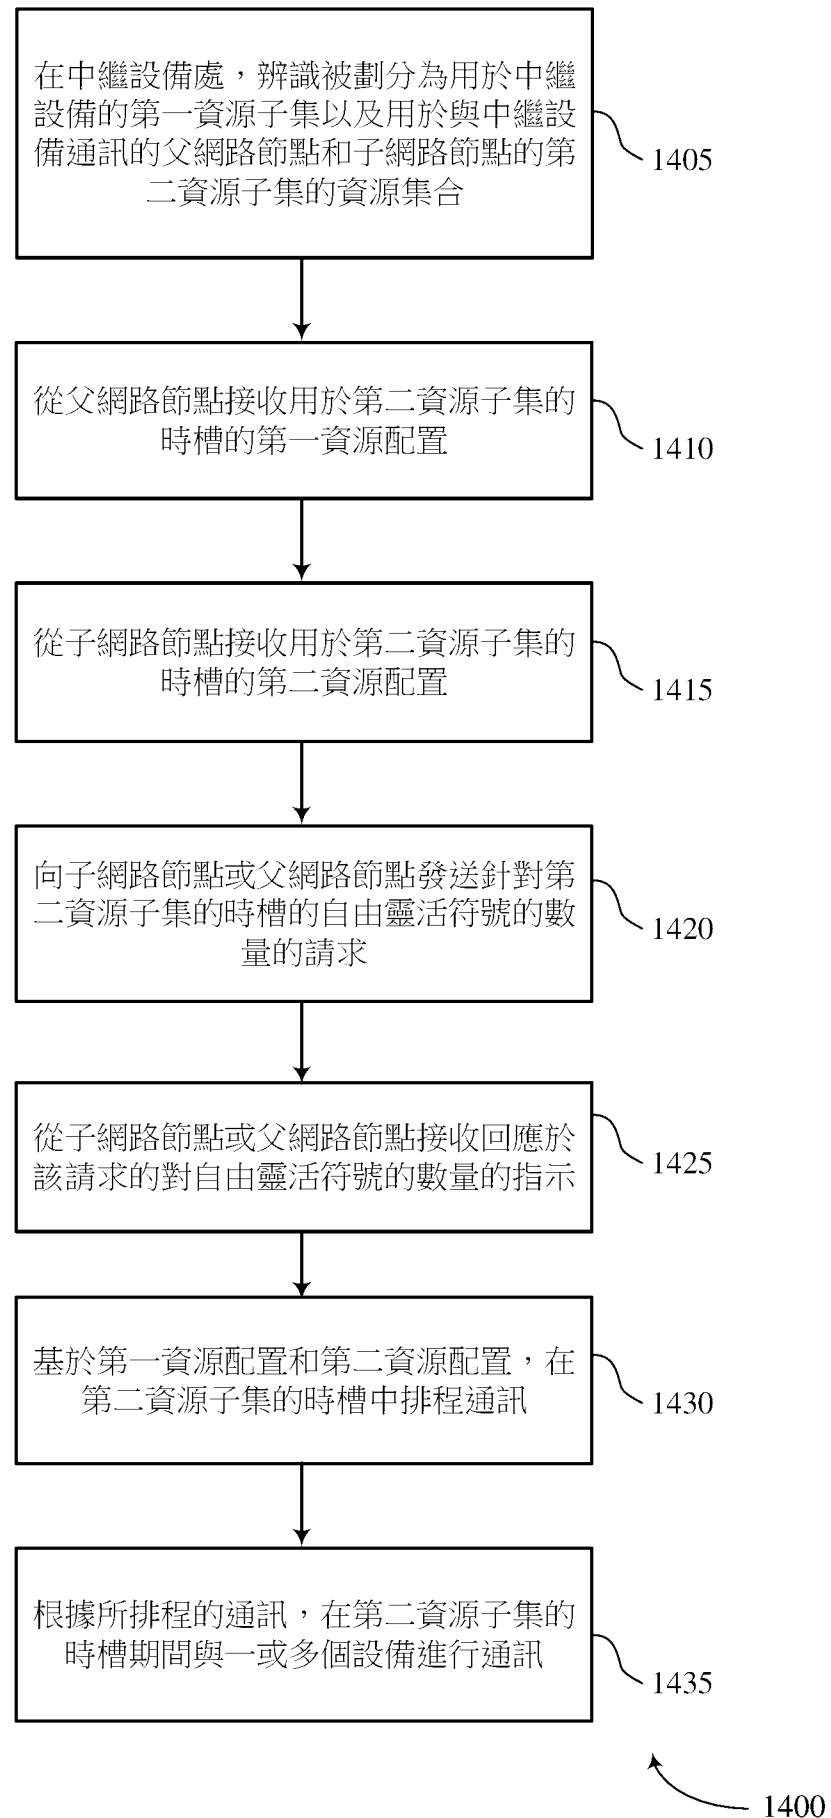 在中繼設備處，辨識被劃分為用於中繼
設備的第一資源子集以及用於與中繼設
備通訊的父網路節點和子網路節點的第
二資源子集的資源集合
1405
從父網路節點接收用於第二資源子集的
時槽的第一資源配置
1410
從子網路節點接收用於第二資源子集的
時槽的第二資源配置
1415
向子網路節點或父網路節點發送針對第
二資源子集的時槽的自由靈活符號的數
量的請求
1420
從子網路節點或父網路節點接收回應於
該請求的對自由靈活符號的數量的指示
1425
基於第一資源配置和第二資源配置，在
第二資源子集的時槽中排程通訊
1430
根據所排程的通訊，在第二資源子集的
時槽期間與一或多個設備進行通訊
1435
1400